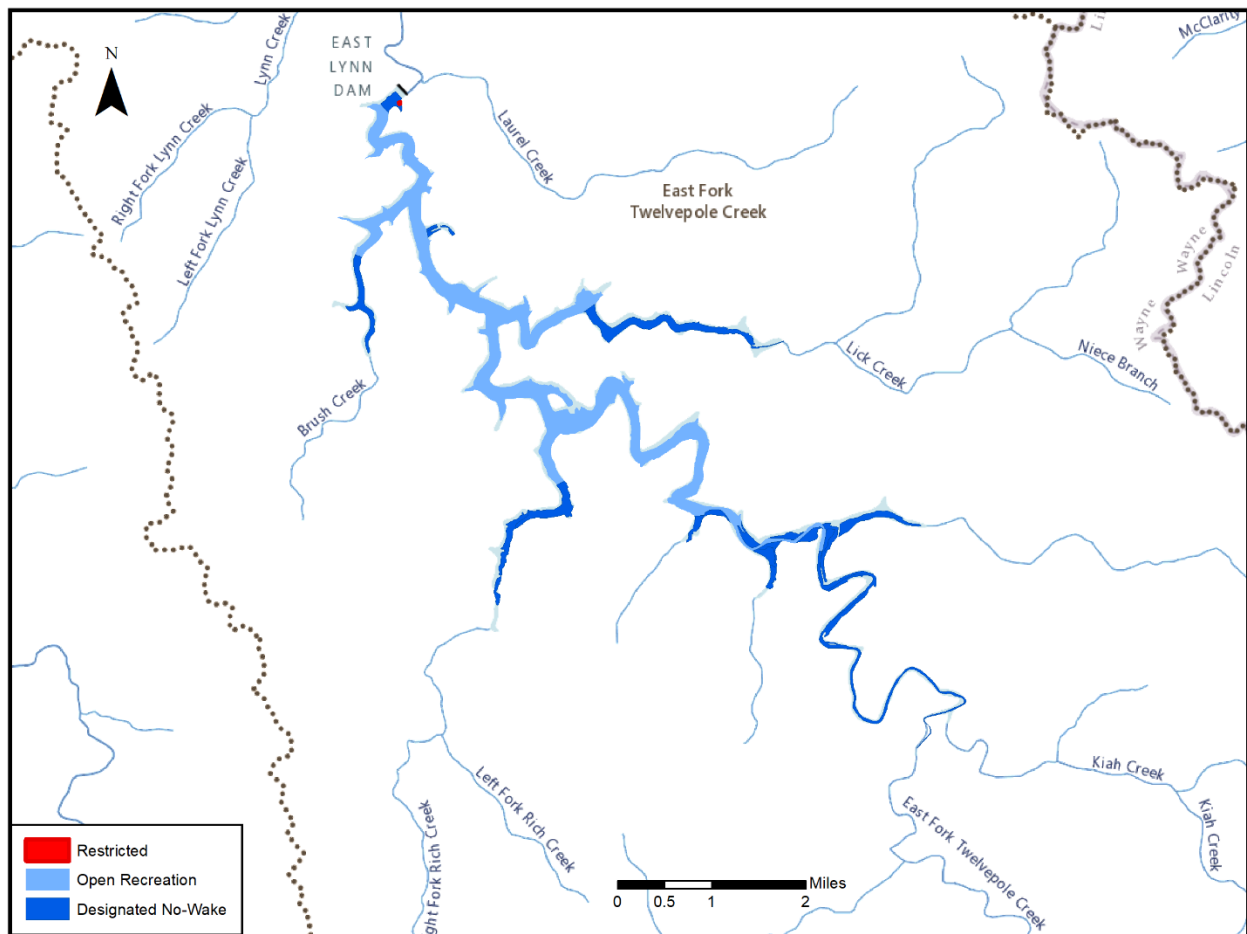 N
EAST
LYNN
DAM
Lynn Creek
Right Fork Lynn Creek
Left Fork Lynn Creek
Laurel Creek
East Fork
Twelvepole Creek
McClarity
Li
Wayne
Lincoln
Wayne
Niece Branch
Lick Creek
Brush Creek
Kiah Creek
Kiah Creek
East Fork Twelvepole Creek
Left Fork Rich Creek
ght Fork Rich Creek
Restricted
Open Recreation
Designated No-Wake
0 0.5 1 2
Miles